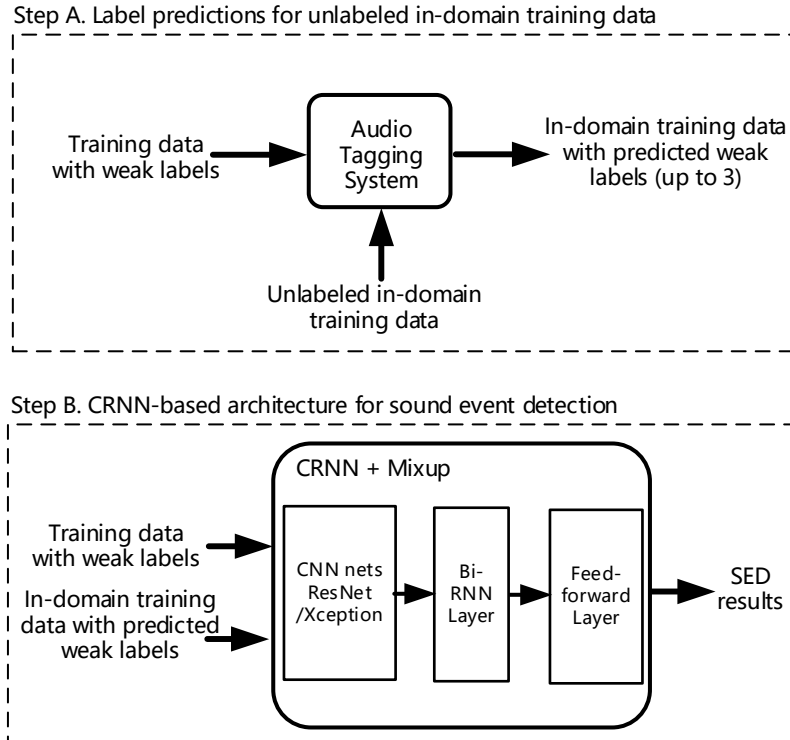 Step A. Label predictions for unlabeled in-domain training data
Training data
with weak labels
Audio
Tagging
System
In-domain training data
with predicted weak
labels (up to 3)
Unlabeled in-domain
training data
Step B. CRNN-based architecture for sound event detection
CRNN + Mixup
Training data
with weak labels
In-domain training
data with predicted
weak labels
CNN nets
ResNet
/Xception
Bi-
RNN
Layer
Feed-
forward
Layer
SED
results